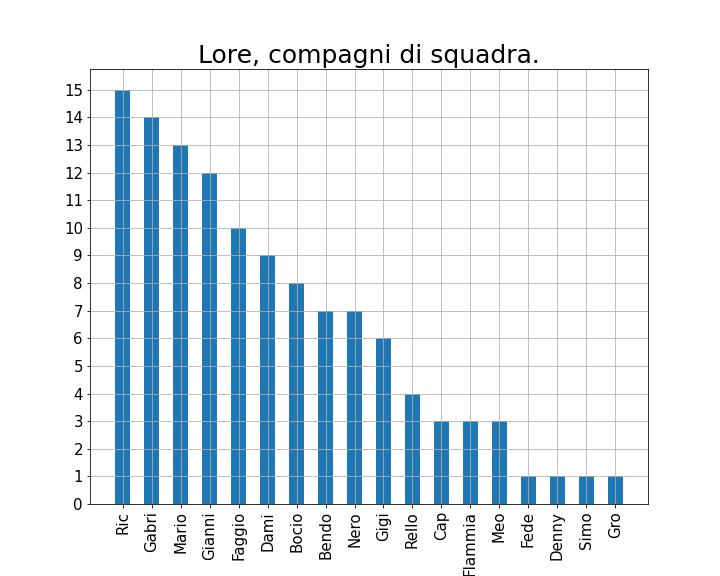 Lore, compagni di squadra.
15
14
13
12
11
10
9
8
7
6
5
4
3
2
1
0
Ric
Gabri
Mario
Gianni
Faggio
Dami
Bocio
Bendo
Nero
Gigi
Rello
Cap
Flammia
Meo
Fede
Denny
Simo
Gro